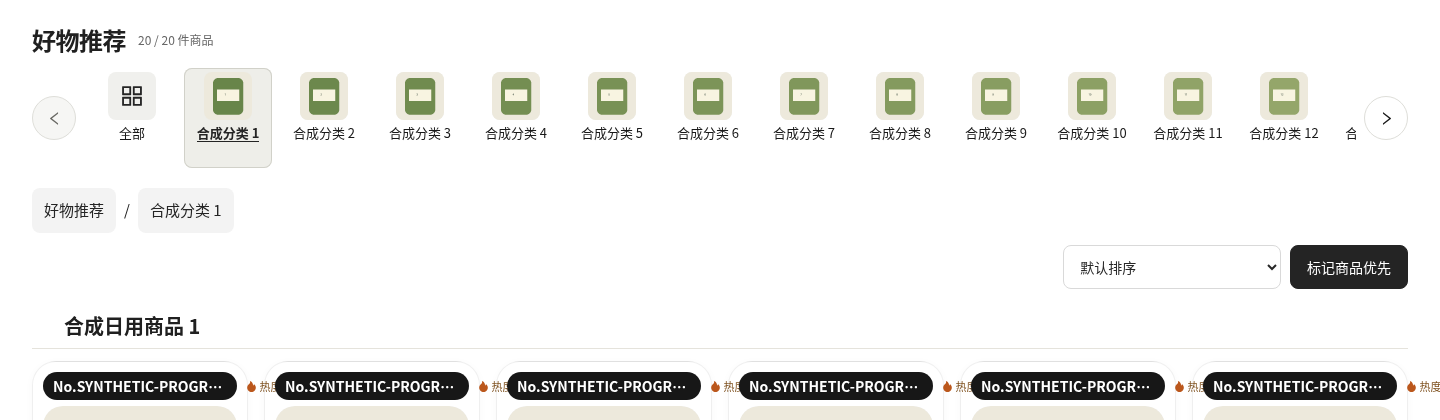 好物推荐 20 / 20 件商品
全部 合成分类 1 合成分类 2 合成分类 3 合成分类 4 合成分类 5 合成分类 6 合成分类 7 合成分类 8 合成分类 9 合成分类 10 合成分类 11 合成分类 12 合
好物推荐 / 合成分类 1
默认排序 标记商品优先
合成日用商品 1
No.SYNTHETIC-PROGR… 热 No.SYNTHETIC-PROGR… 热 No.SYNTHETIC-PROGR… 热 No.SYNTHETIC-PROGR… 热 No.SYNTHETIC-PROGR… 热 No.SYNTHETIC-PROGR… 热度